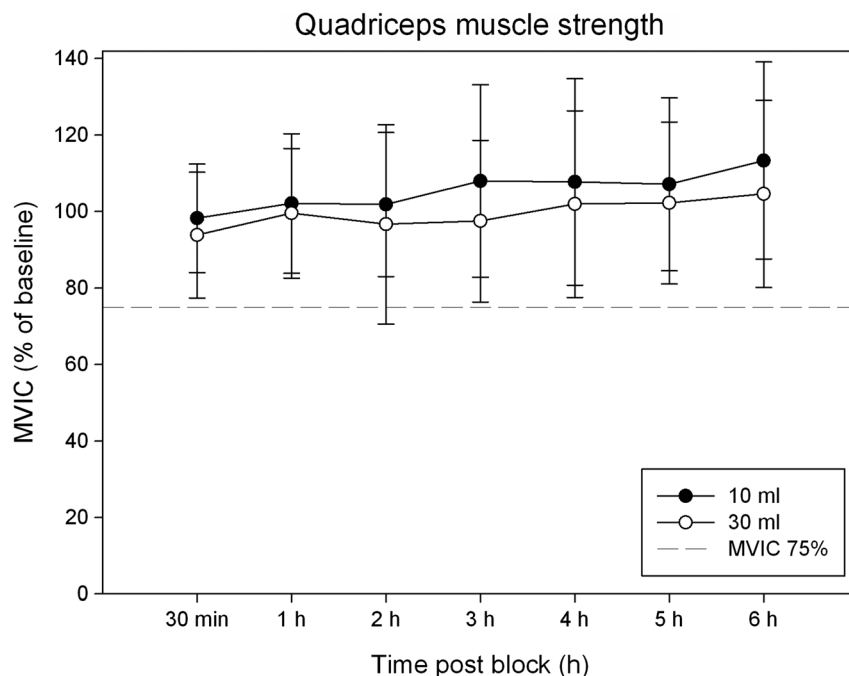 Quadriceps muscle strength
MVIC (% of baseline)
140
120
100
80
60
40
20
0
30 min 1 h 2 h 3 h 4 h 5 h 6 h
Time post block (h)
10 ml
30 ml
MVIC 75%